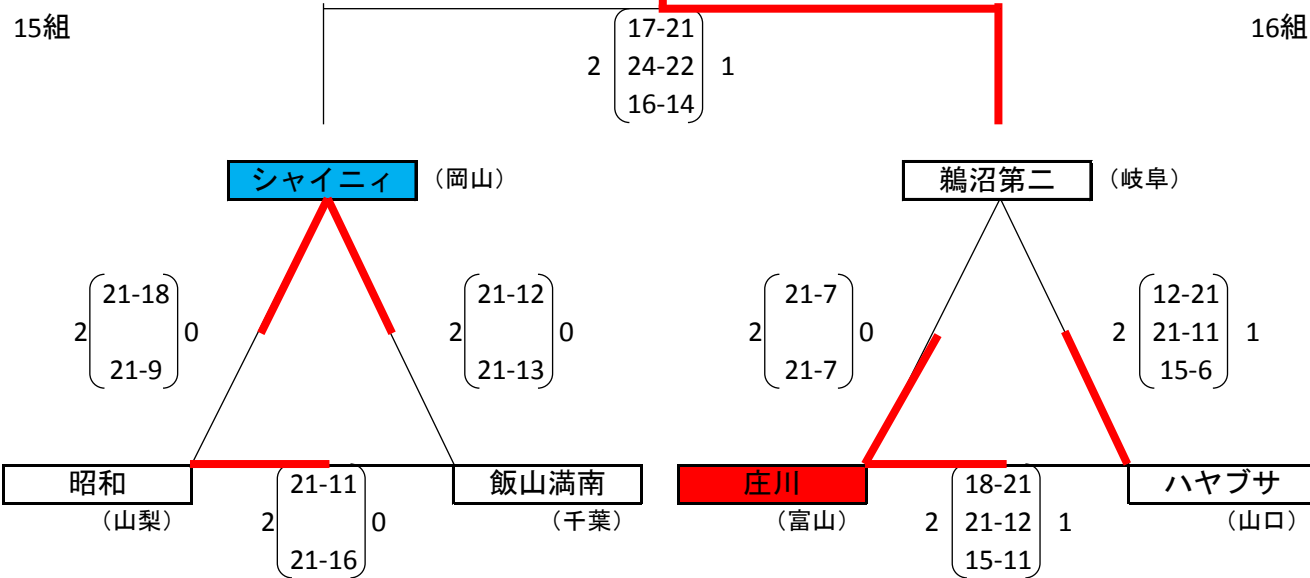 15組
16組
17-21
2 24-22 1
16-14
シャイニィ （岡山）
鵜沼第二 （岐阜）
21-18
2 0
21-9
21-12
2 0
21-13
21-7
2 0
21-7
12-21
2 21-11 1
15-6
昭和
（山梨）
21-11
2 0
21-16
飯山満南
（千葉）
庄川
（富山）
18-21
2 21-12 1
15-11
ハヤブサ
（山口）